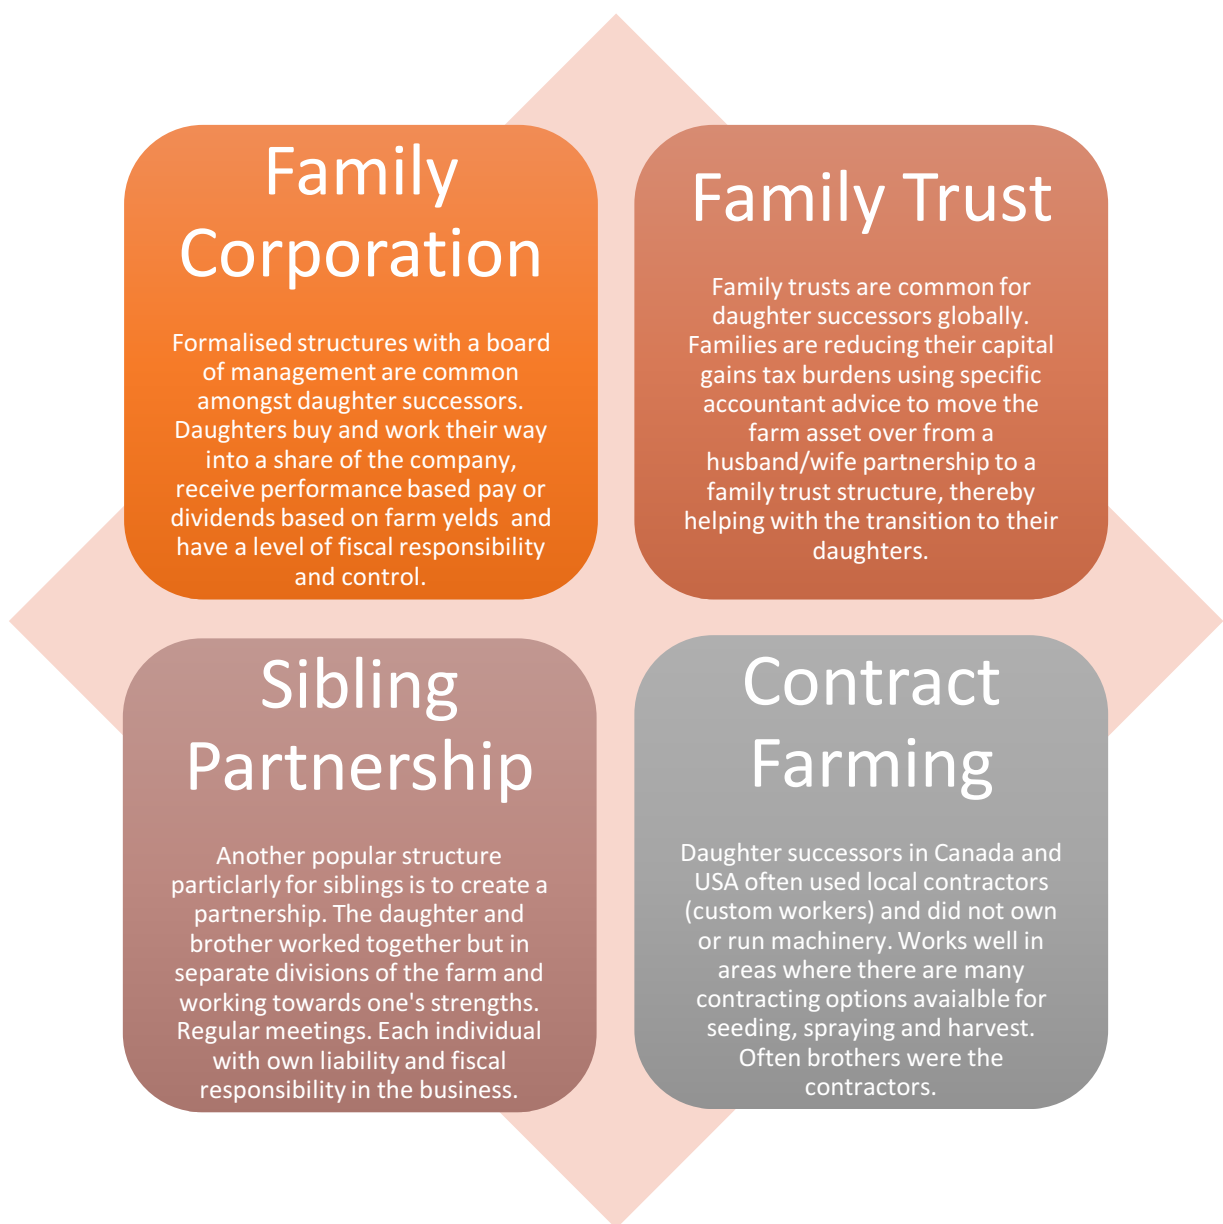 Family
Corporation
Formalised structures with a board
of management are common
amongst daughter successors.
Daughters buy and work their way
into a share of the company,
receive performance based pay or
dividends based on farm yelds  and
have a level of fiscal responsibility
and control.
Family Trust
Family trusts are common for
daughter successors globally.
Families are reducing their capital
gains tax burdens using specific
accountant advice to move the
farm asset over from a
husband/wife partnership to a
family trust structure, thereby
helping with the transition to their
daughters.
Sibling
Partnership
Another popular structure
particlarly for siblings is to create a
partnership. The daughter and
brother worked together but in
separate divisions of the farm and
working towards one's strengths.
Regular meetings. Each individual
with own liability and fiscal
responsibility in the business.
Contract
Farming
Daughter successors in Canada and
USA often used local contractors
(custom workers) and did not own
or run machinery. Works well in
areas where there are many
contracting options avaialble for
seeding, spraying and harvest.
Often brothers were the
contractors.